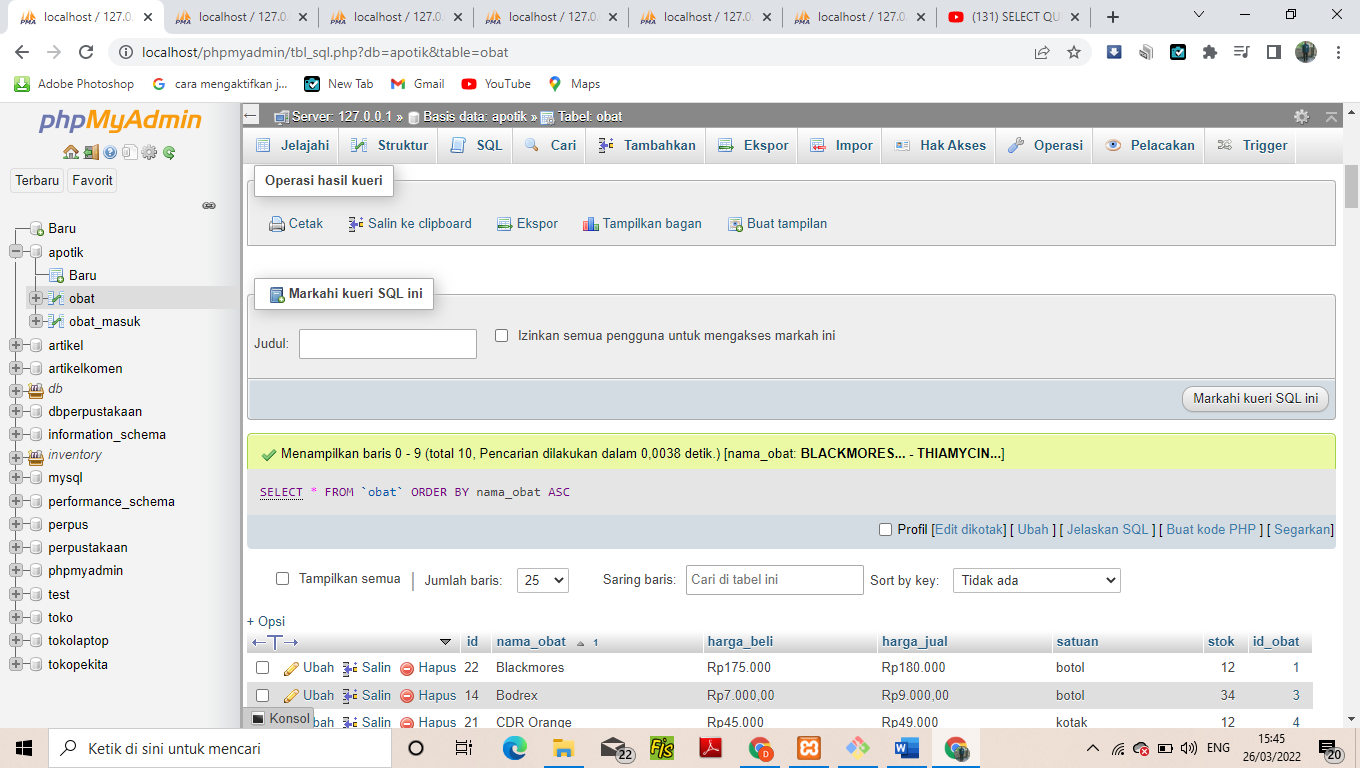 localhost / 127.0. localhost / 127.0. localhost / 127.0. localhost / 127.0. localhost / 127.0. localhost / 127.0. (131) SELECT QU
localhost/phpmyadmin/tbl_sql.php?db=apotik&table=obat
Adobe Photoshop cara mengaktifkan j... New Tab Gmail YouTube Maps
phpMyAdmin
Terbaru Favorit
Baru
apotik
Baru
obat
obat_masuk
artikel
artikelkomen
db
dbperpustakaan
information_schema
inventory
mysql
performance_schema
perpus
perpustakaan
phpmyadmin
test
toko
tokolaptop
tokopekita
Server: 127.0.0.1 » Basis data: apotik » Tabel: obat
Jelajahi Struktur SQL Cari Tambahkan Ekspor Impor Hak Akses Operasi Pelacakan Trigger
Operasi hasil kueri
Cetak Salin ke clipboard Ekspor Tampilkan bagan Buat tampilan
Markahi kueri SQL ini
Judul: Izinkan semua pengguna untuk mengakses markah ini
Markahi kueri SQL ini
Menampilkan baris 0 - 9 (total 10, Pencarian dilakukan dalam 0,0038 detik.) [nama_obat: BLACKMORES... - THIAMYCIN...]
SELECT * FROM `obat` ORDER BY nama_obat ASC
Profil [Edit dikotak] [ Ubah ] [ Jelaskan SQL ] [ Buat kode PHP ] [ Segarkan]
Tampilkan semua | Jumlah baris: 25 Saring baris: Cari di tabel ini Sort by key: Tidak ada
+ Opsi
←T→ id nama_obat 1 harga_beli harga_jual satuan stok id_obat
Ubah Salin Hapus 22 Blackmores Rp175.000 Rp180.000 botol 12 1
Ubah Salin Hapus 14 Bodrex Rp7.000,00 Rp9.000,00 botol 34 3
bah Salin Hapus 21 CDR Orange Rp45.000 Rp49.000 kotak 12 4
Konsol
Ketik di sini untuk mencari 22 Fis ENG 15:45
26/03/2022 20